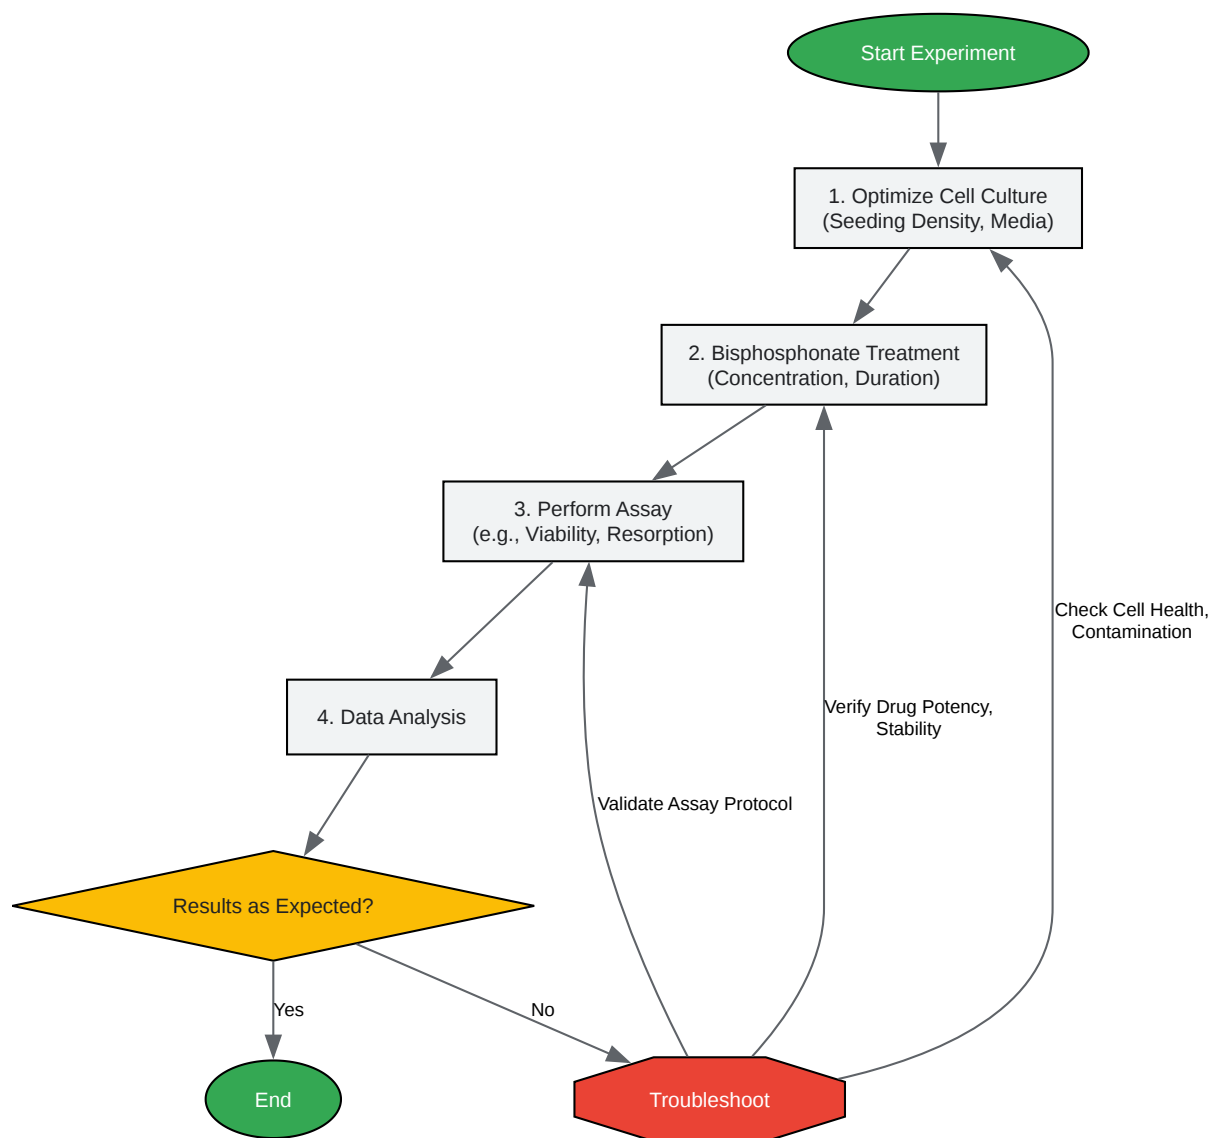 Start Experiment
1. Optimize Cell Culture
(Seeding Density, Media)
2. Bisphosphonate Treatment
(Concentration, Duration)
3. Perform Assay
(e.g., Viability, Resorption)
Check Cell Health,
Contamination
4. Data Analysis
Verify Drug Potency,
Stability
Validate Assay Protocol
Results as Expected?
Yes
No
End
Troubleshoot